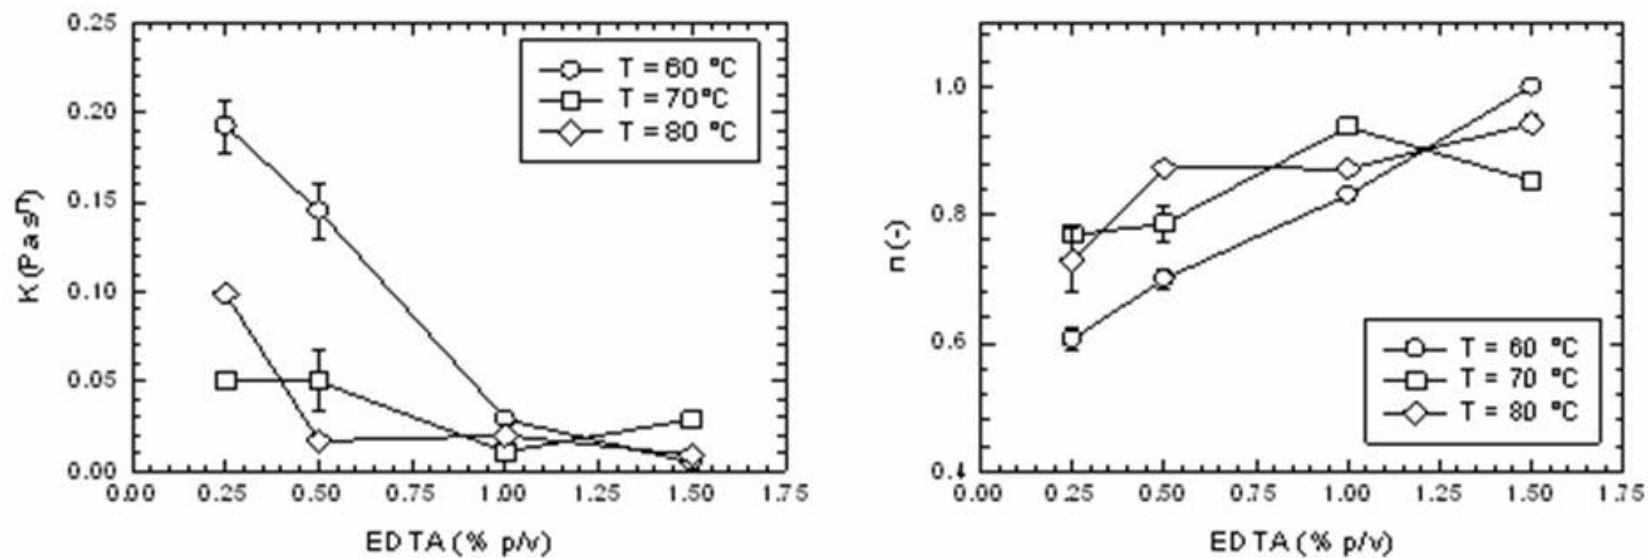 0.25
0.20
0.15
0.10
0.05
0.00
K (Pasⁿ)
T = 60 °C
T = 70°C
T = 80 °C
0.00 0.25 0.50 0.75 1.00 1.25 1.50 1.75
EDTA (% p/v)
1.0
0.8
0.6
0.4
n (-)
T = 60 °C
T = 70 °C
T = 80 °C
0.00 0.25 0.50 0.75 1.00 1.25 1.50 1.75
EDTA (% p/v)